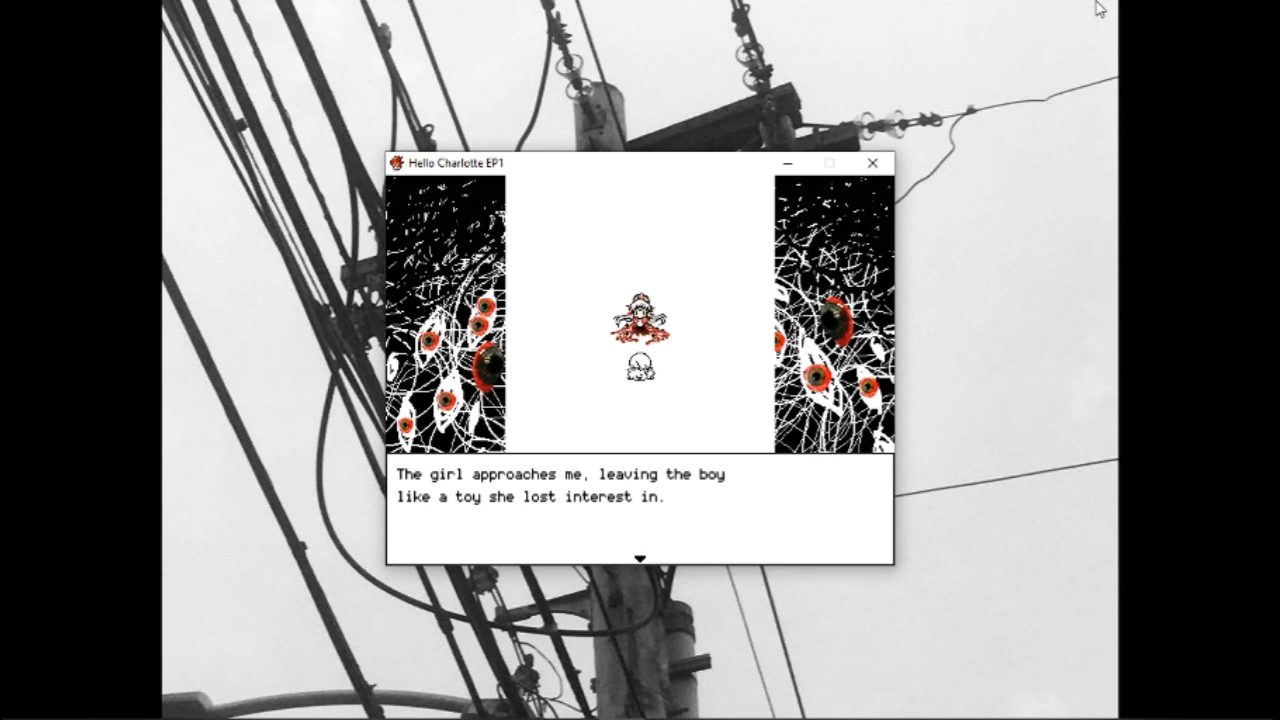 Hello Charlotte EP1
The girl approaches me, leaving the boy
like a toy she lost interest in.